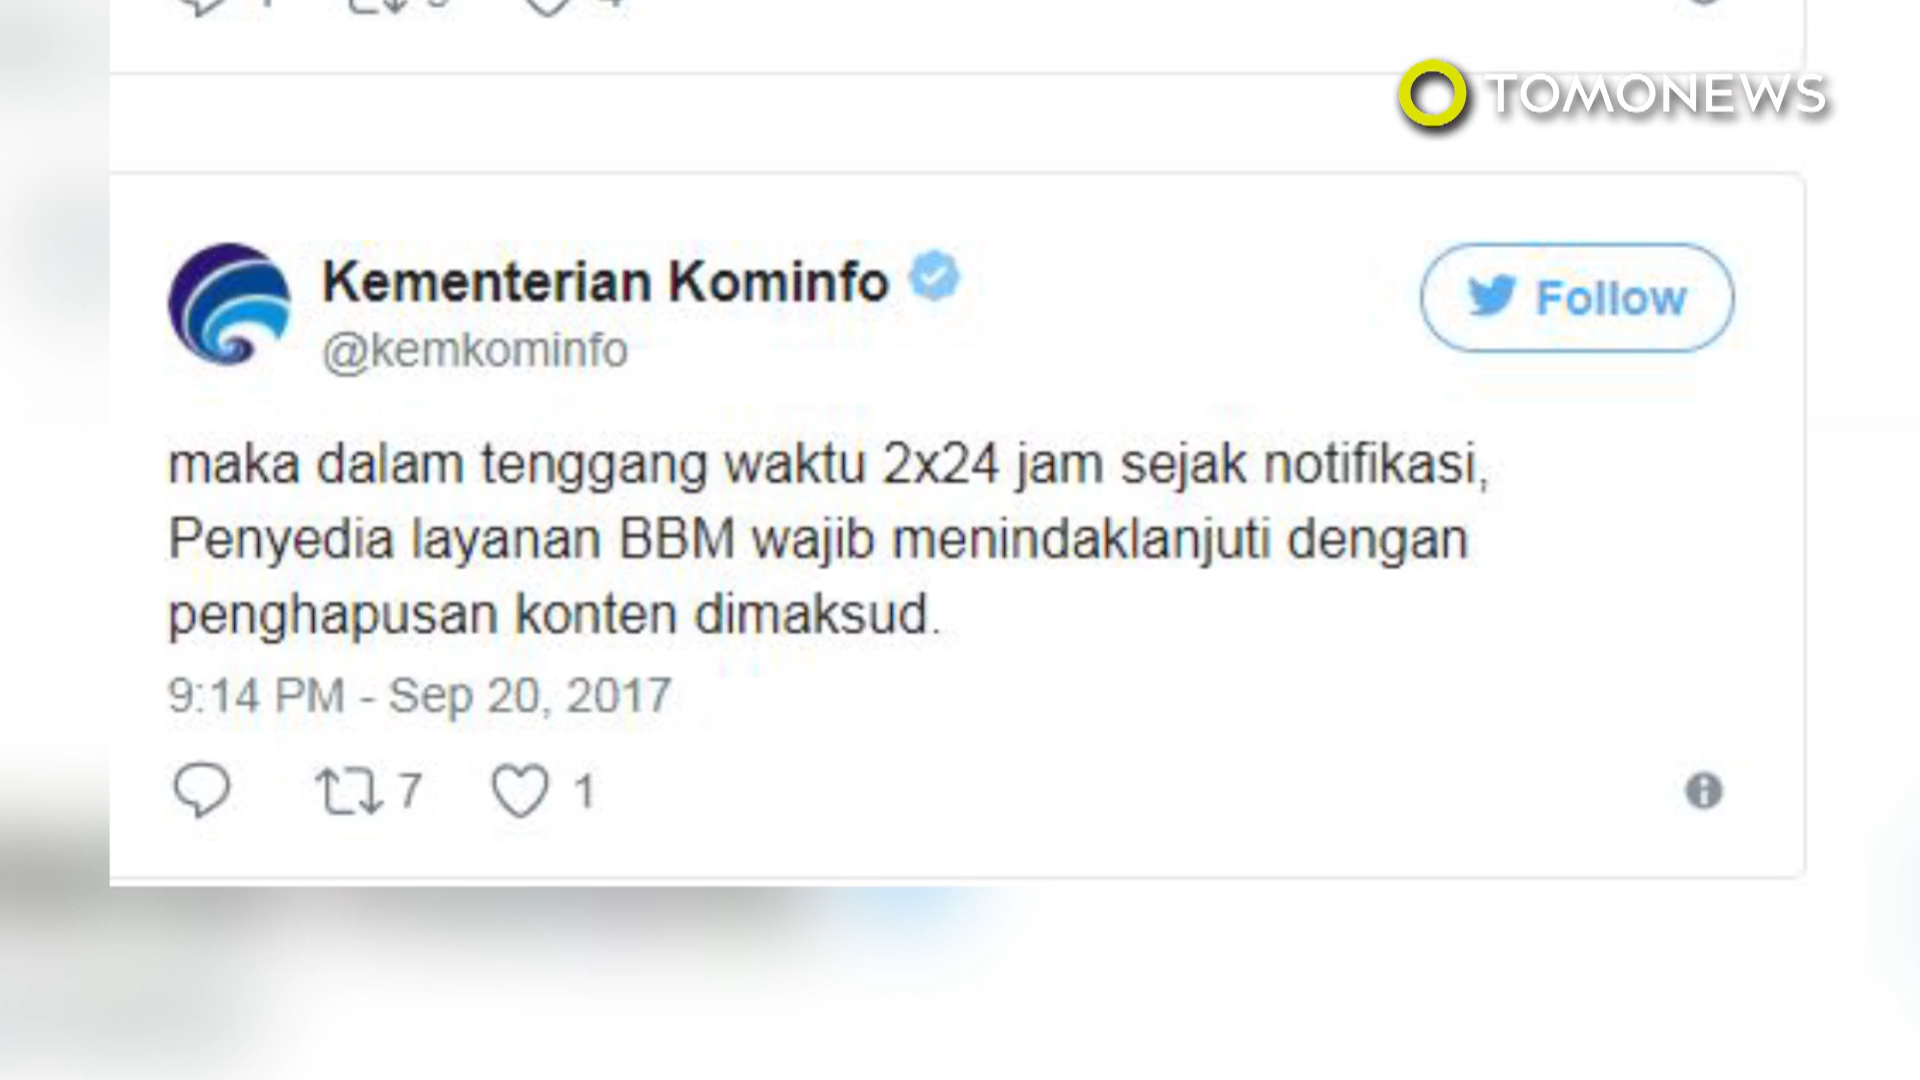 TOMONEWS
Kementerian Kominfo
@kemkominfo
Follow
maka dalam tenggang waktu 2x24 jam sejak notifikasi,
Penyedia layanan BBM wajib menindaklanjuti dengan
penghapusan konten dimaksud.
9:14 PM - Sep 20, 2017
7 1